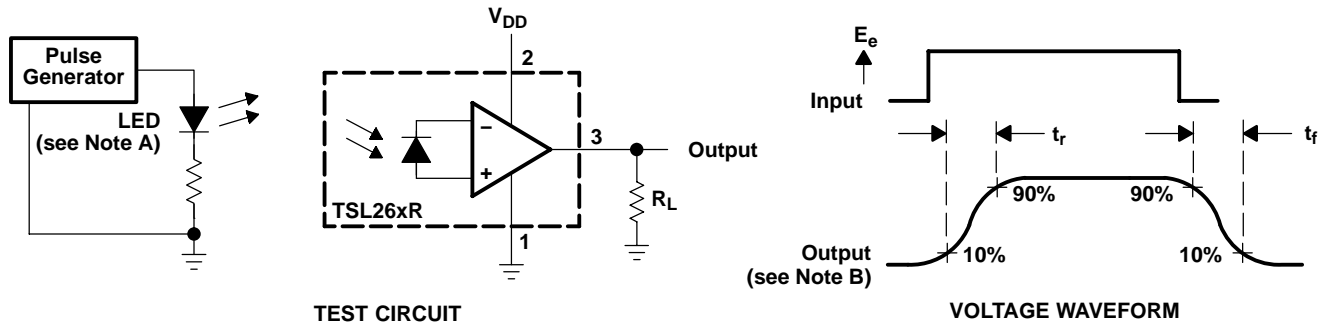 Pulse
Generator
LED
(see Note A)
V_DD
2
−
+
3
Output
R_L
TSL26xR
1
TEST CIRCUIT
E_e
Input
t_r
t_f
90%
90%
Output
(see Note B)
10%
10%
VOLTAGE WAVEFORM